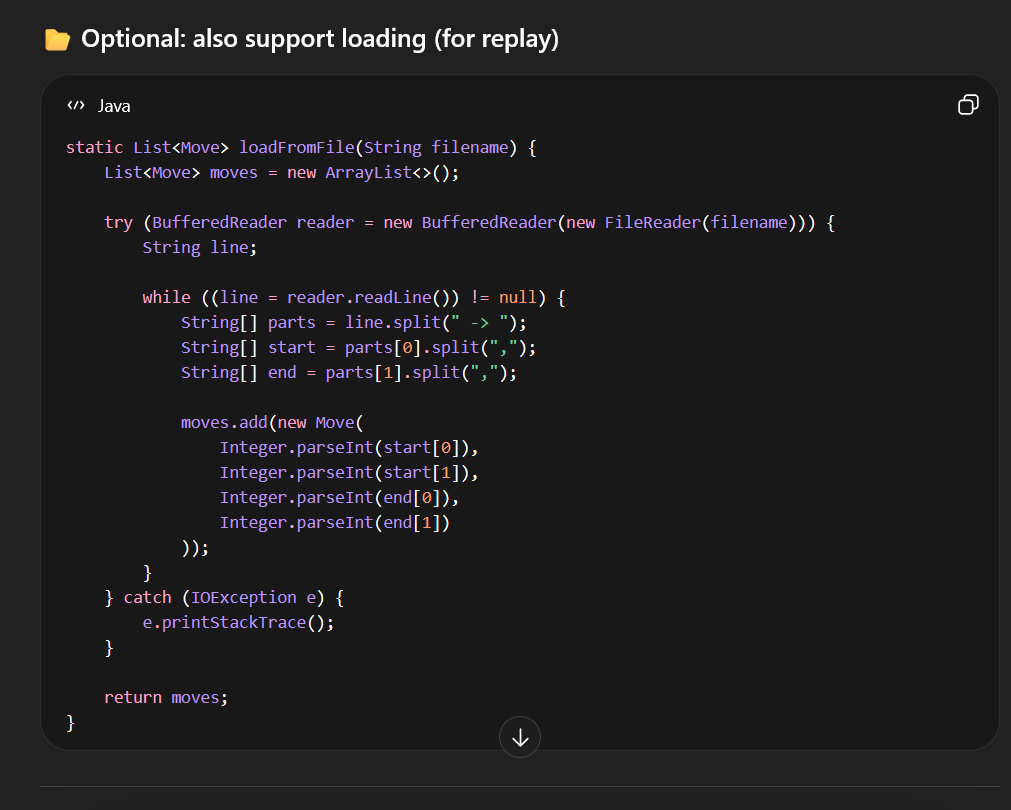 📂 Optional: also support loading (for replay)
</> Java
static List<Move> loadFromFile(String filename) {
    List<Move> moves = new ArrayList<>();

    try (BufferedReader reader = new BufferedReader(new FileReader(filename))) {
        String line;

        while ((line = reader.readLine()) != null) {
            String[] parts = line.split(" -> ");
            String[] start = parts[0].split(",");
            String[] end = parts[1].split(",");

            moves.add(new Move(
                Integer.parseInt(start[0]),
                Integer.parseInt(start[1]),
                Integer.parseInt(end[0]),
                Integer.parseInt(end[1])
            ));
        }
    } catch (IOException e) {
        e.printStackTrace();
    }

    return moves;
}